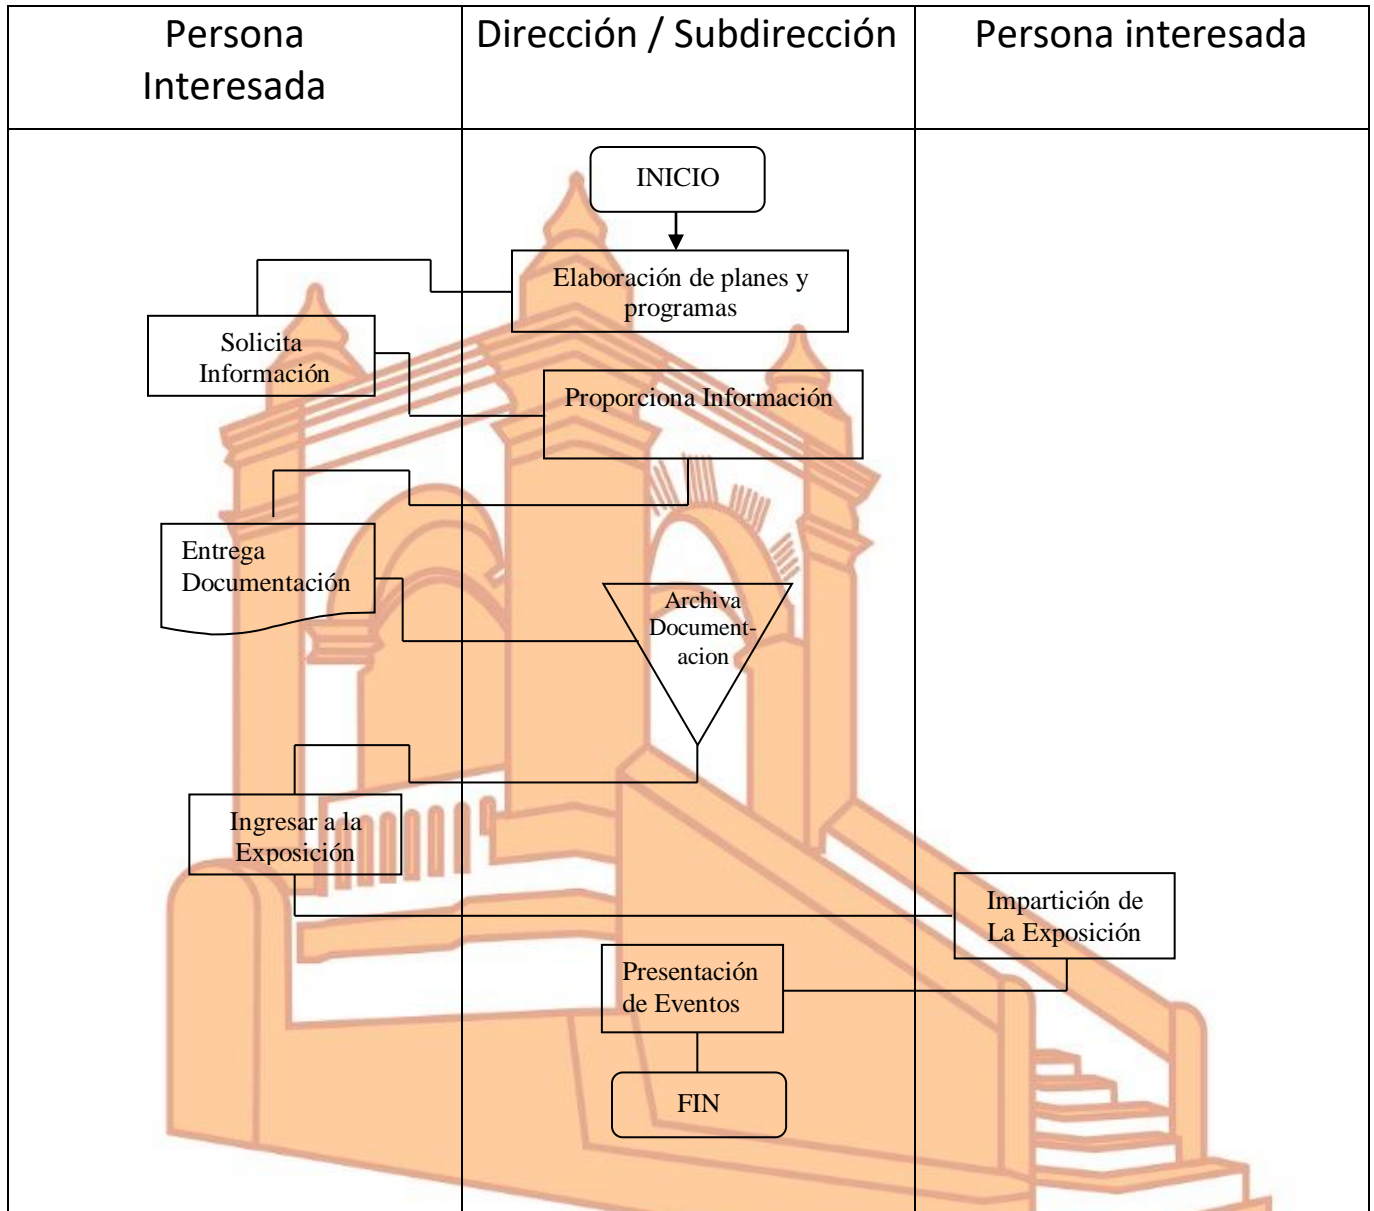 Persona
Interesada
Dirección / Subdirección
Persona interesada
INICIO
Elaboración de planes y
programas
Solicita
Información
Proporciona Información
Entrega
Documentación
Archiva
Document-
acion
Ingresar a la
Exposición
Impartición de
La Exposición
Presentación
de Eventos
FIN